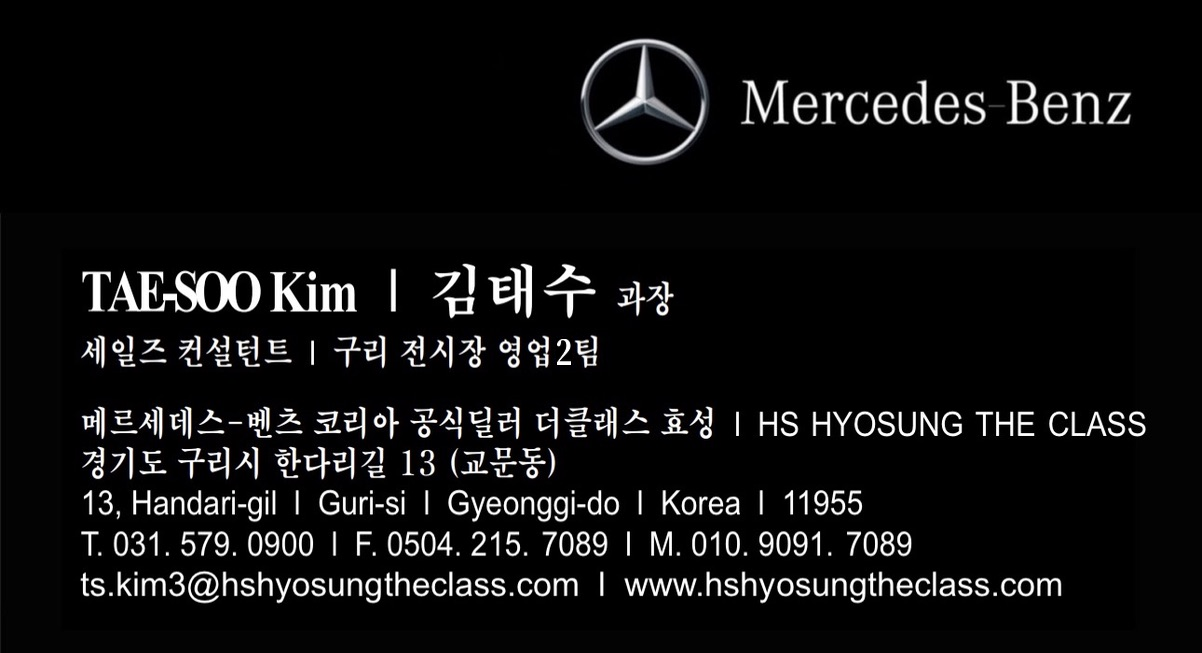 Mercedes-Benz
TAE-SOO Kim | 김태수 과장
세일즈 컨설턴트 | 구리 전시장 영업2팀
메르세데스-벤츠 코리아 공식딜러 더클래스 효성 | HS HYOSUNG THE CLASS
경기도 구리시 한다리길 13 (교문동)
13, Handari-gil | Guri-si | Gyeonggi-do | Korea | 11955
T. 031. 579. 0900 | F. 0504. 215. 7089 | M. 010. 9091. 7089
ts.kim3@hshyosungtheclass.com | www.hshyosungtheclass.com